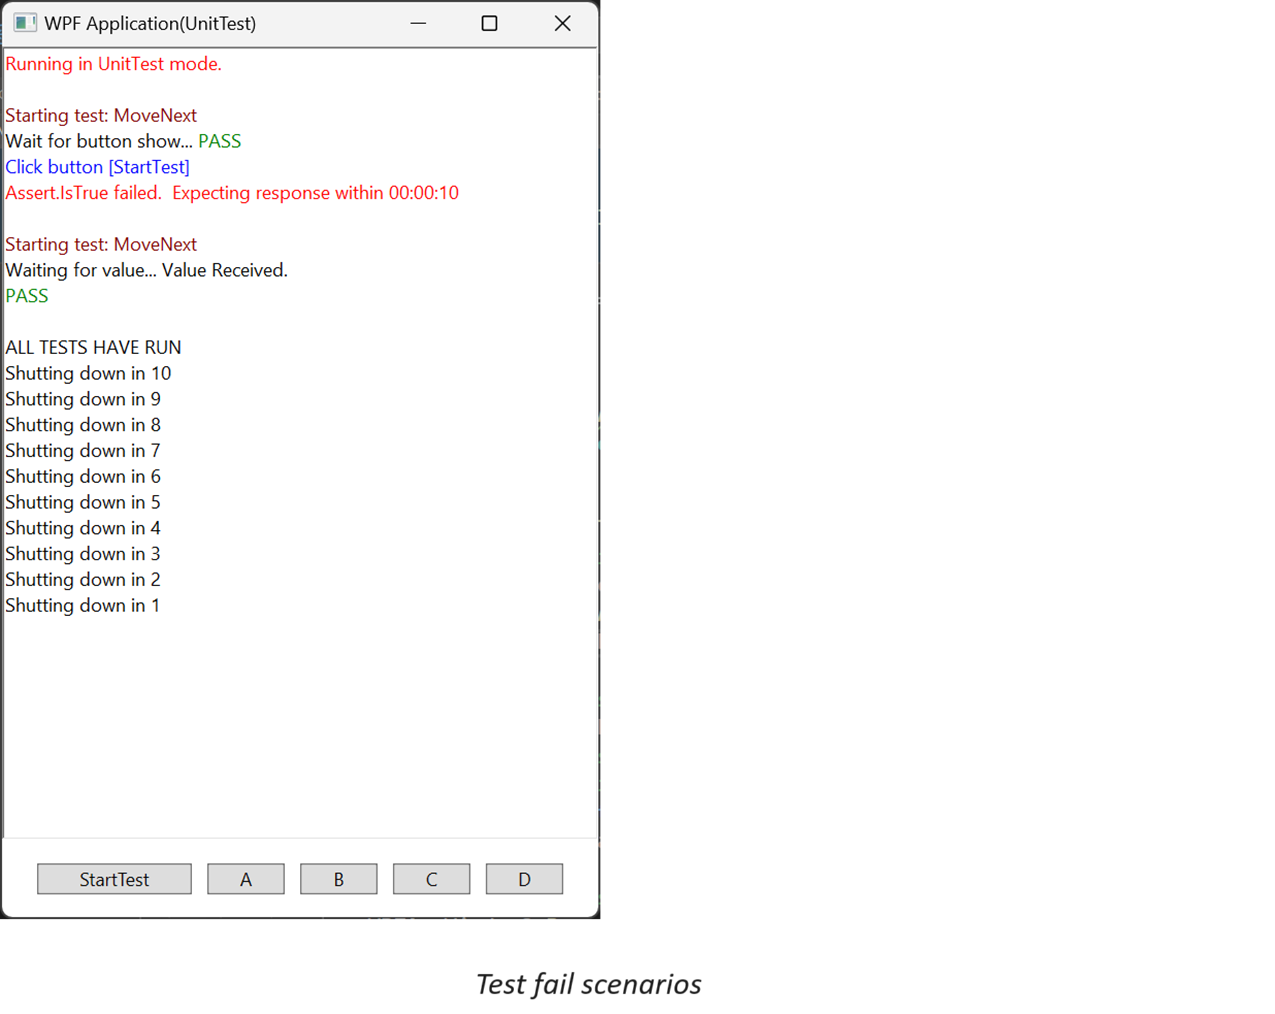 WPF Application(UnitTest)
Running in UnitTest mode.
Starting test: MoveNext
Wait for button show... PASS
Click button [StartTest]
Assert.IsTrue failed.  Expecting response within 00:00:10
Starting test: MoveNext
Waiting for value... Value Received.
PASS
ALL TESTS HAVE RUN
Shutting down in 10
Shutting down in 9
Shutting down in 8
Shutting down in 7
Shutting down in 6
Shutting down in 5
Shutting down in 4
Shutting down in 3
Shutting down in 2
Shutting down in 1
StartTest A B C D
Test fail scenarios